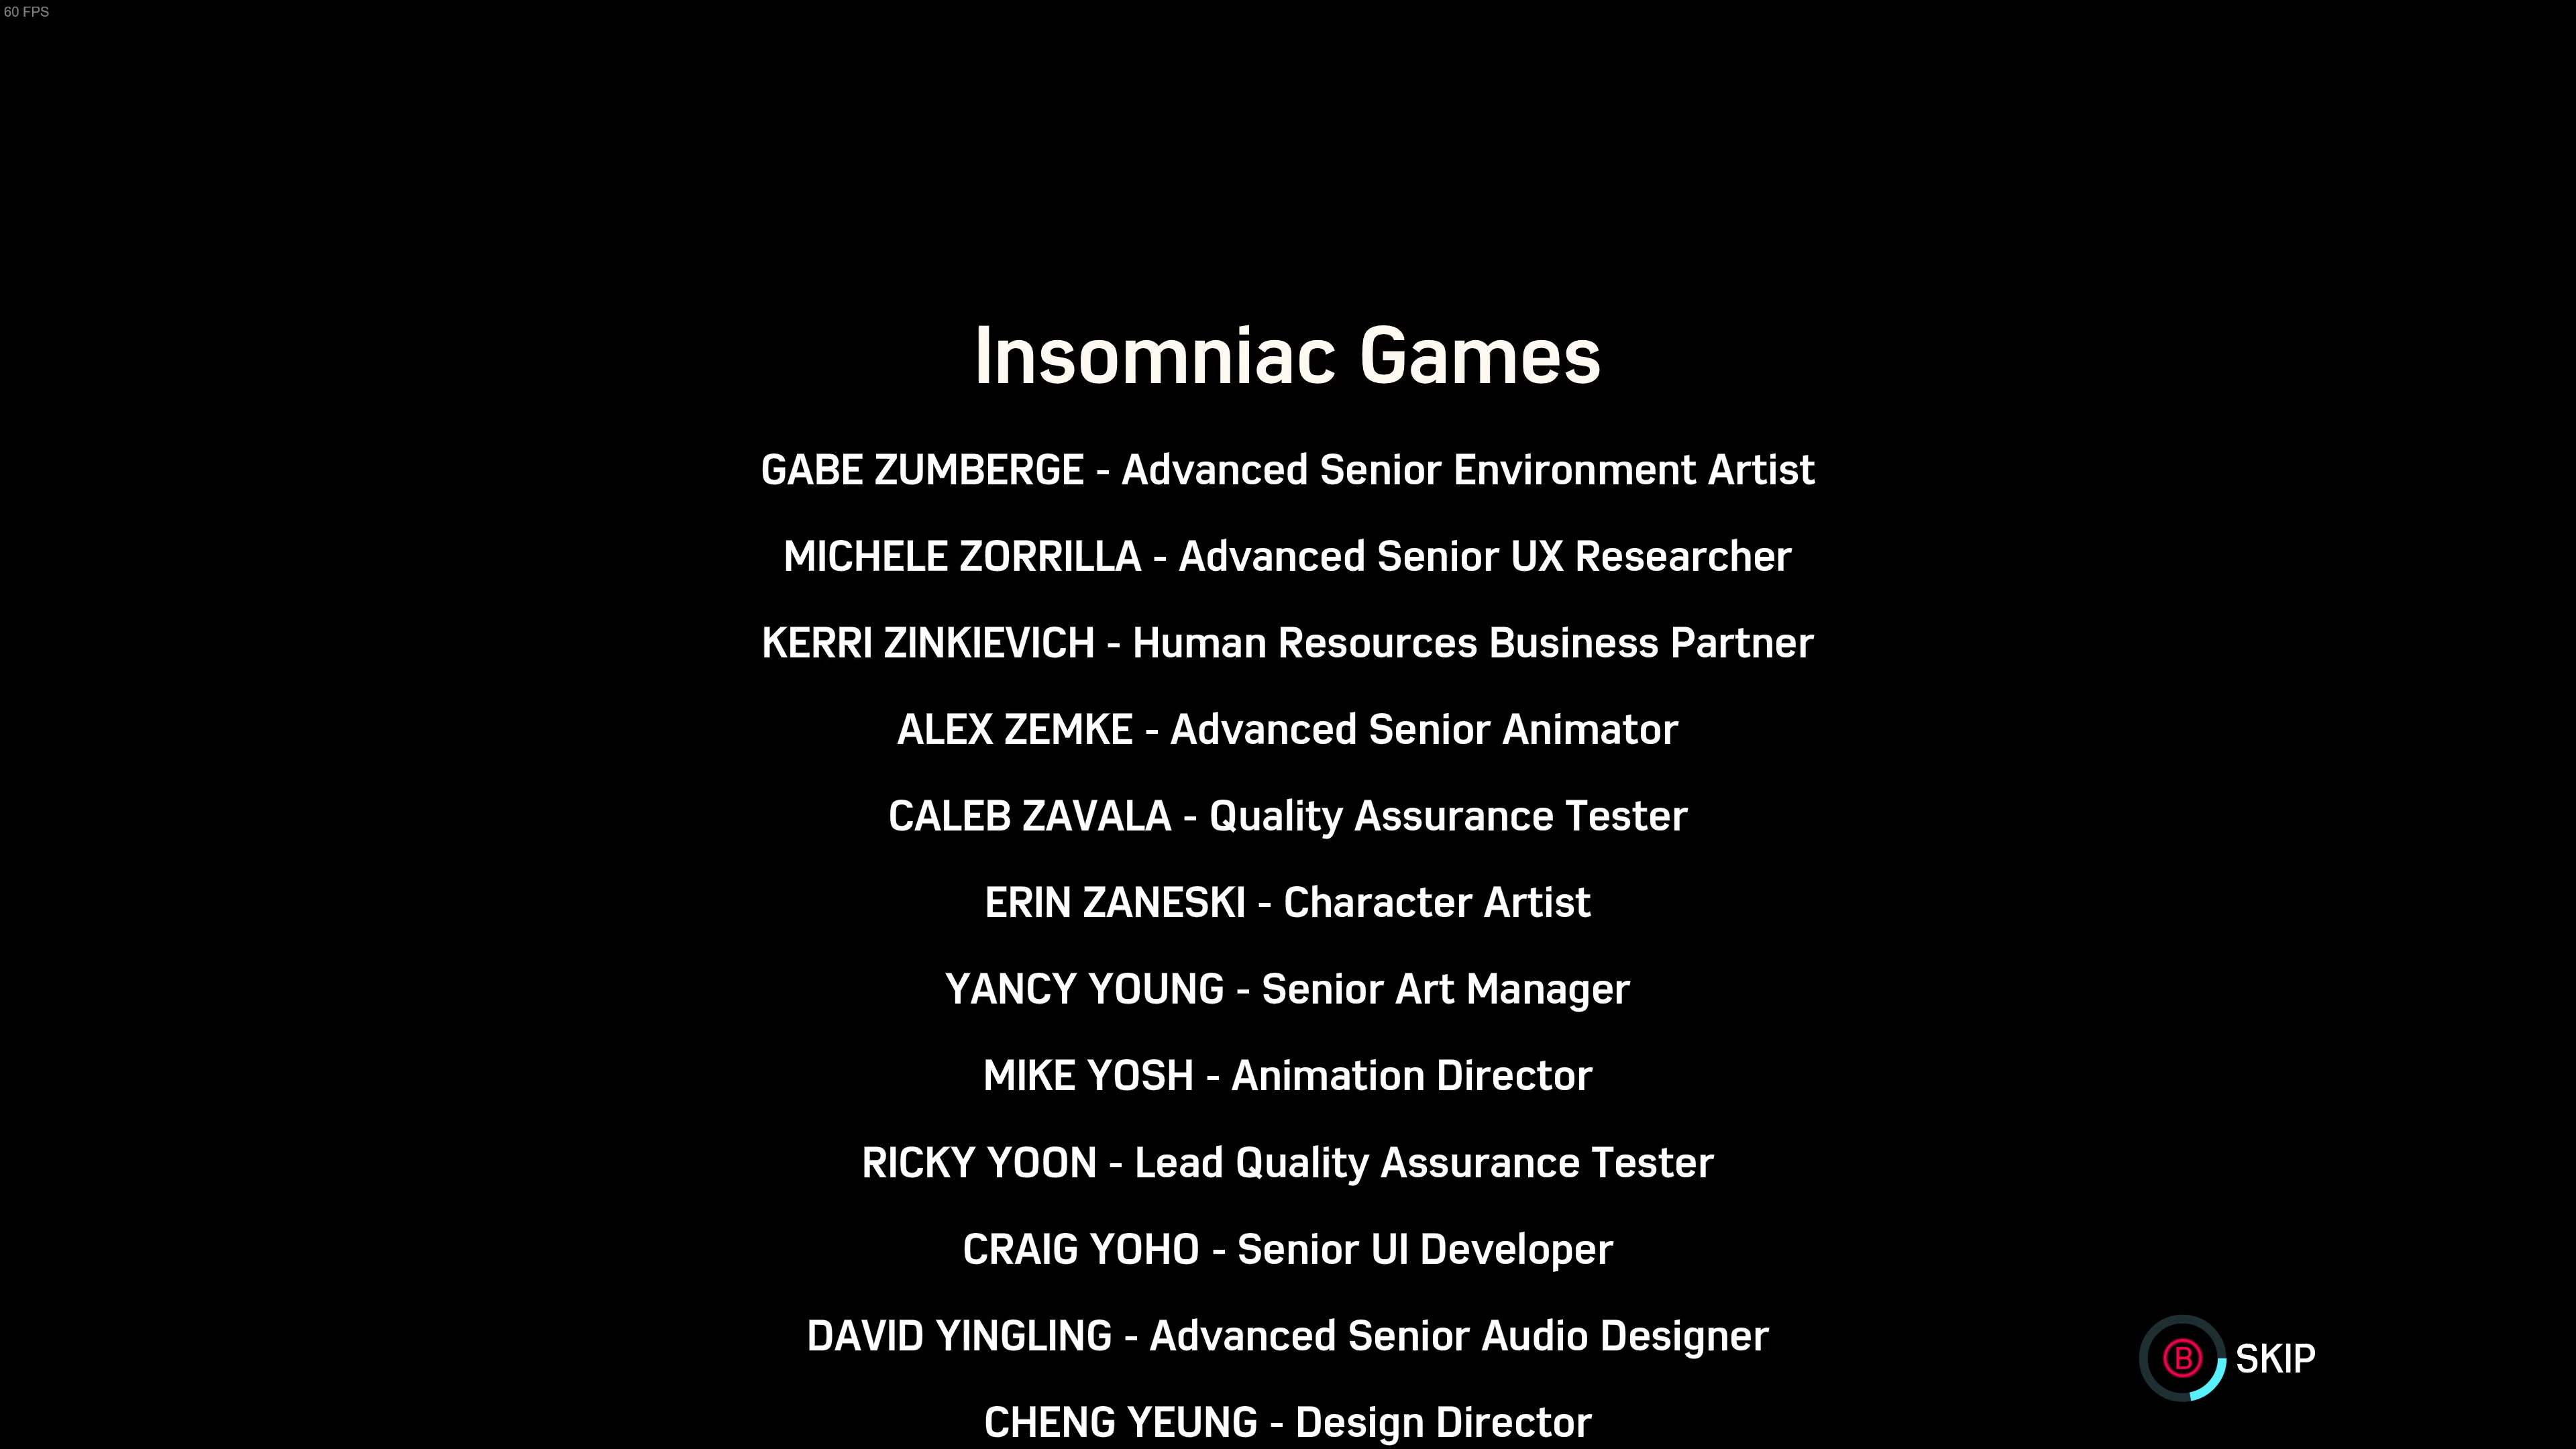 60 FPS
Insomniac Games
GABE ZUMBERGE - Advanced Senior Environment Artist
MICHELE ZORRILLA - Advanced Senior UX Researcher
KERRI ZINKIEVICH - Human Resources Business Partner
ALEX ZEMKE - Advanced Senior Animator
CALEB ZAVALA - Quality Assurance Tester
ERIN ZANESKI - Character Artist
YANCY YOUNG - Senior Art Manager
MIKE YOSH - Animation Director
RICKY YOON - Lead Quality Assurance Tester
CRAIG YOHO - Senior UI Developer
DAVID YINGLING - Advanced Senior Audio Designer
B SKIP
CHENG YEUNG - Design Director